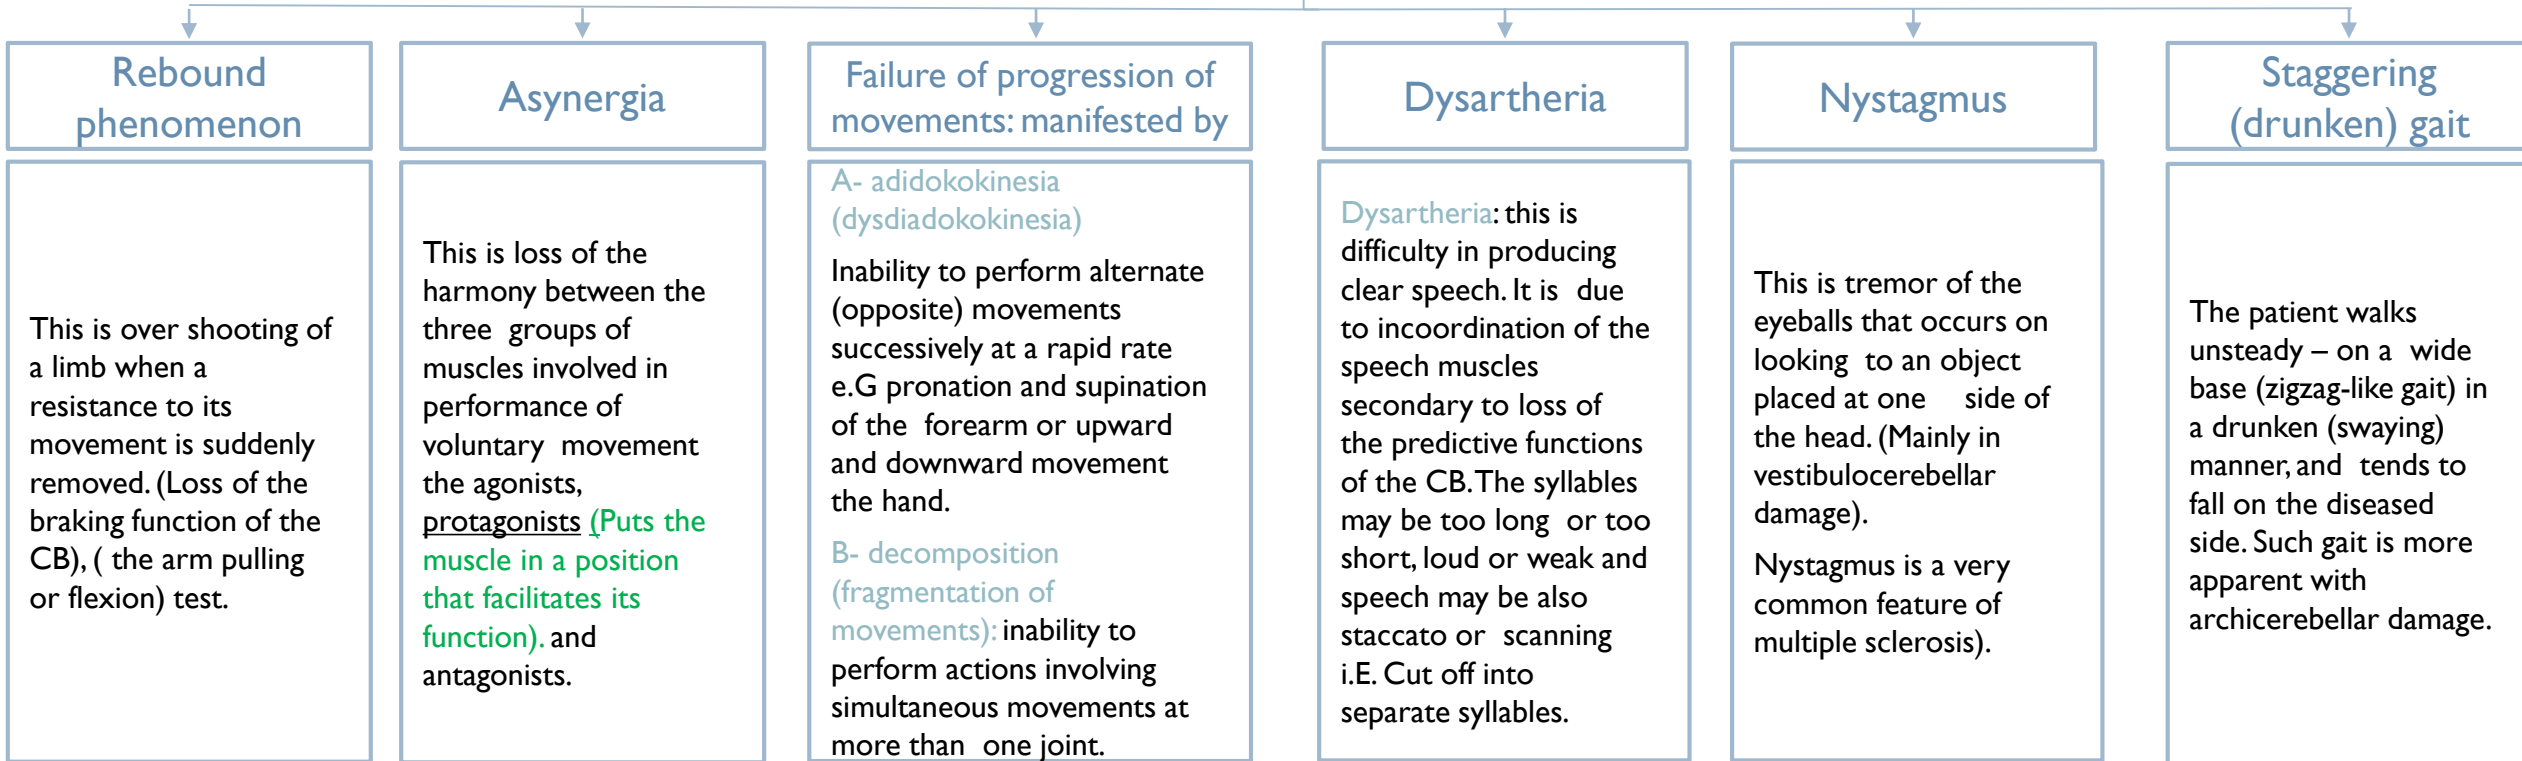 Rebound
phenomenon
This is over shooting of
a limb when a
resistance to its
movement is suddenly
removed. (Loss of the
braking function of the
CB), ( the arm pulling
or flexion) test.
Asynergia
This is loss of the
harmony between the
three groups of
muscles involved in
performance of
voluntary movement
the agonists,
protagonists (Puts the
muscle in a position
that facilitates its
function). and
antagonists.
Failure of progression of
movements: manifested by
A- adidokokinesia
(dysdiadokokinesia)
Inability to perform alternate
(opposite) movements
successively at a rapid rate
e.G pronation and supination
of the forearm or upward
and downward movement
the hand.
B- decomposition
(fragmentation of
movements): inability to
perform actions involving
simultaneous movements at
more than one joint.
Dysartheria
Dysartheria: this is
difficulty in producing
clear speech. It is due
to incoordination of the
speech muscles
secondary to loss of
the predictive functions
of the CB. The syllables
may be too long or too
short, loud or weak and
speech may be also
staccato or scanning
i.E. Cut off into
separate syllables.
Nystagmus
This is tremor of the
eyeballs that occurs on
looking to an object
placed at one side of
the head. (Mainly in
vestibulocerebellar
damage).
Nystagmus is a very
common feature of
multiple sclerosis).
Staggering
(drunken) gait
The patient walks
unsteady – on a wide
base (zigzag-like gait) in
a drunken (swaying)
manner, and tends to
fall on the diseased
side. Such gait is more
apparent with
archicerebellar damage.